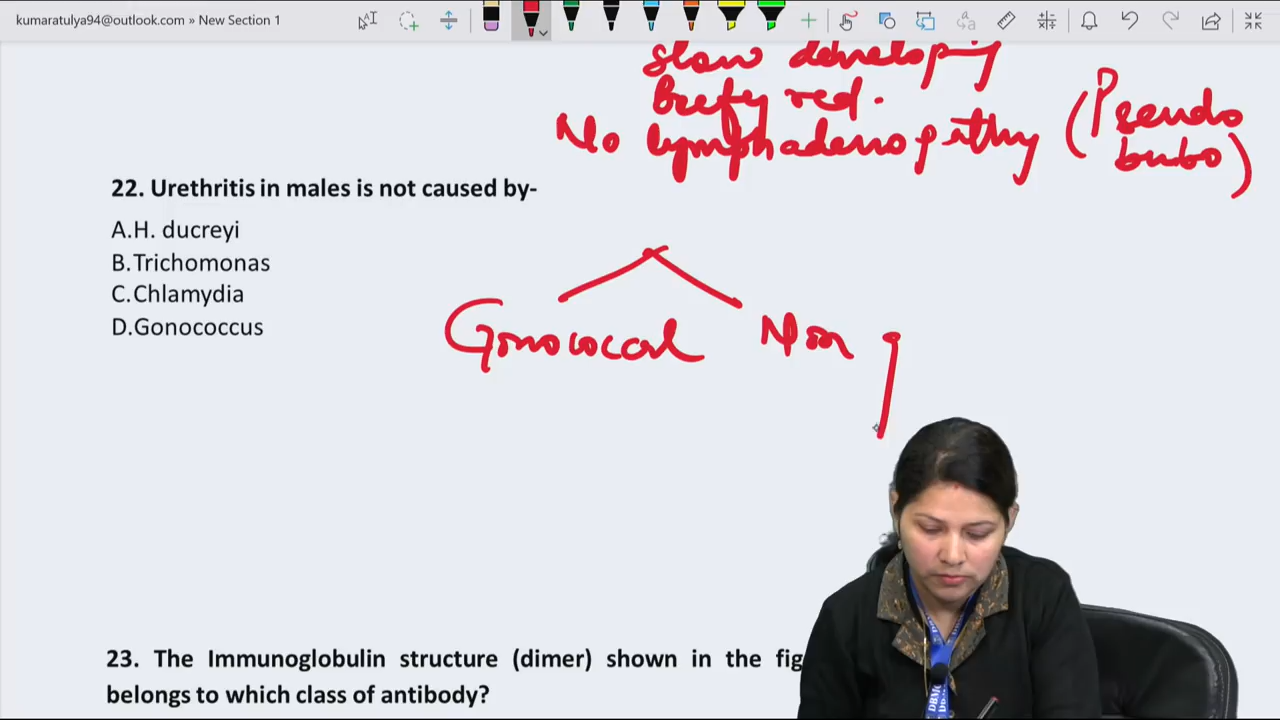 kumaratulya94@outlook.com » New Section 1
slow developing
Beefy red.
No lymphadenopathy (Pseudo
bubo)
22. Urethritis in males is not caused by-
A.H. ducreyi
B.Trichomonas
C.Chlamydia
D.Gonococcus
Gonococcal Non
23. The Immunoglobulin structure (dimer) shown in the fig
belongs to which class of antibody?